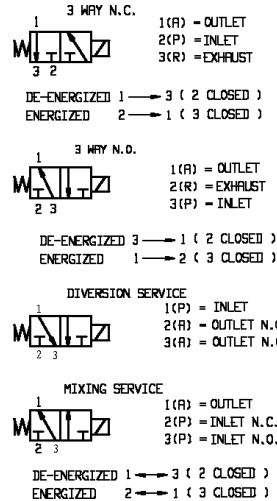 3 WAY N.C.
1
3 2
1(A) = OUTLET
2(P) = INLET
3(R) = EXHAUST
DE-ENERGIZED 1 → 3 ( 2 CLOSED )
ENERGIZED 2 → 1 ( 3 CLOSED )
3 WAY N.O.
1
2 3
1(A) = OUTLET
2(R) = EXHAUST
3(P) = INLET
DE-ENERGIZED 3 → 1 ( 2 CLOSED )
ENERGIZED 1 → 2 ( 3 CLOSED )
DIVERSION SERVICE
1
2 3
1(P) = INLET
2(A) = OUTLET N.
3(A) = OUTLET N.
MIXING SERVICE
1
2 3
1(A) = OUTLET
2(P) = INLET N.C.
3(P) = INLET N.O.
DE-ENERGIZED 1 ↔ 3 ( 2 CLOSED )
ENERGIZED 2 ↔ 1 ( 3 CLOSED )